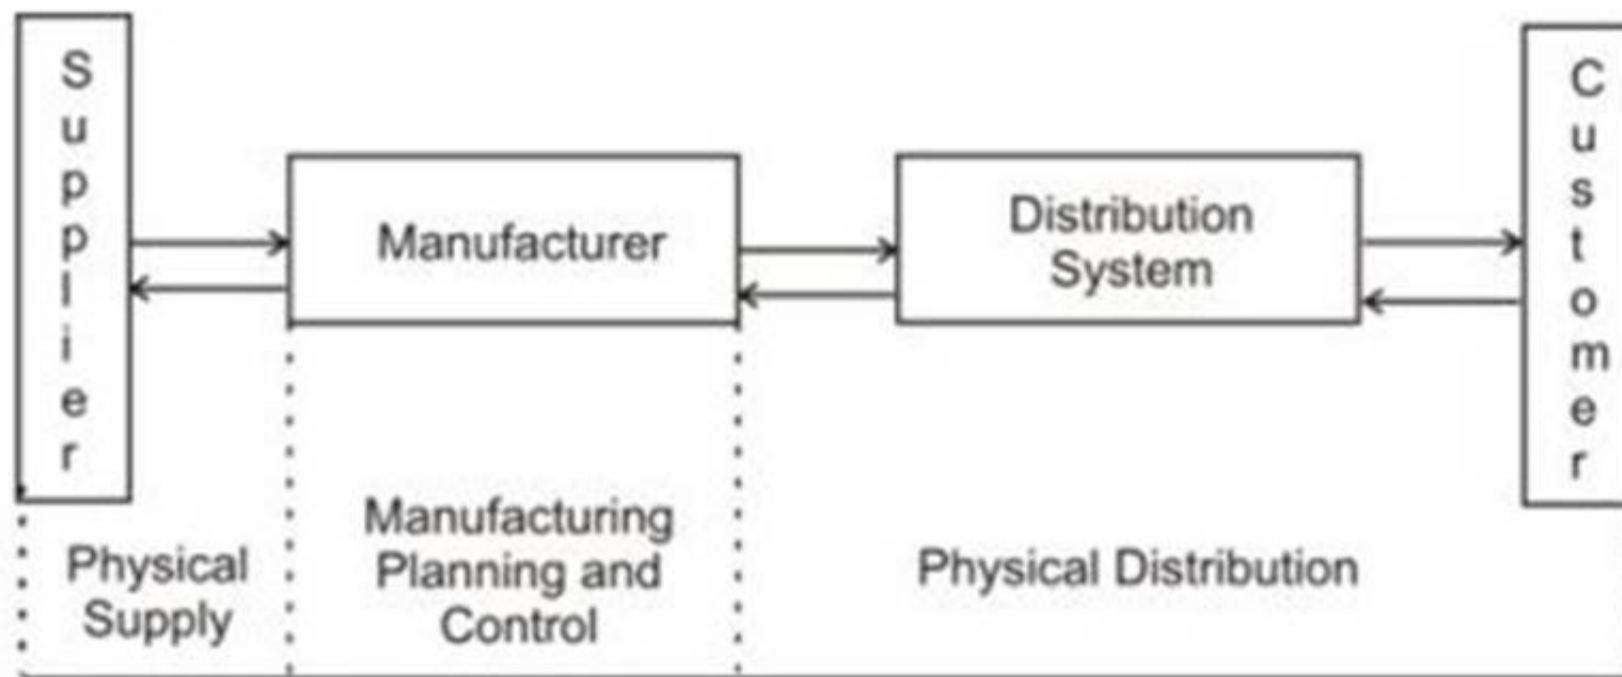 Supplier
Manufacturer
Distribution
System
Customer
Physical
Supply
Manufacturing
Planning and
Control
Physical Distribution